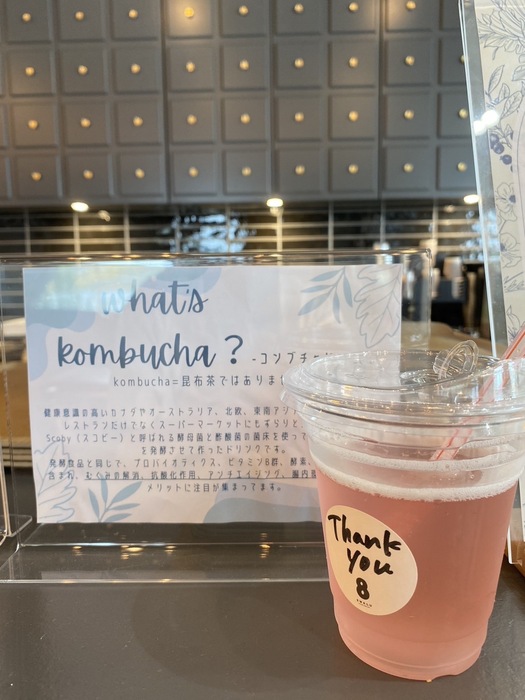 what's
kombucha?
-コンブチャ
kombucha=昆布茶ではありま
健康意識の高いカナダやオーストラリア、北欧、東南アジ
レストランだけでなくスーパーマーケットにもずらりと
Scopy (スコビー) と呼ばれる酵母菌と酢酸菌の菌床を使って
を発酵させて作ったドリンクです。
発酵食品と同じで、プロバイオティクス、ビタミンB群、酵素、
含まれ、むくみの解消、抗酸化作用、アンチエイジング、腸内
メリットに注目が集まってます。
Thank
you
8